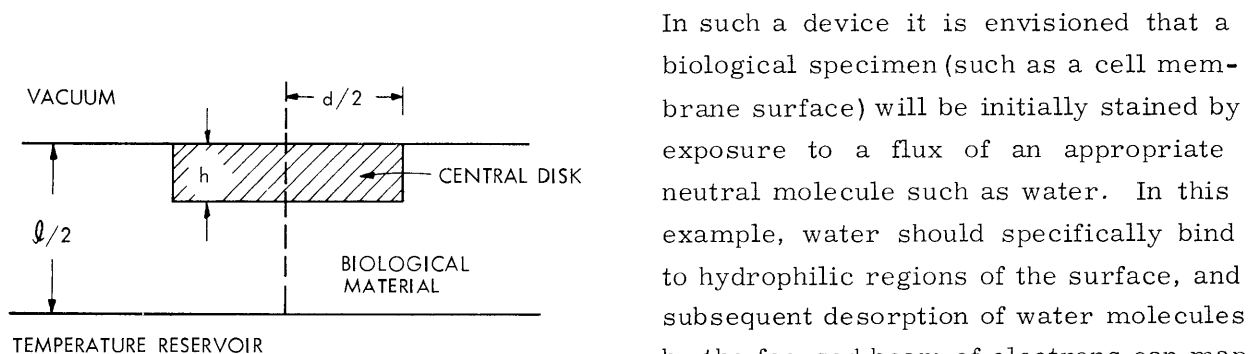 VACUUM
d/2
h
CENTRAL DISK
ℓ/2
BIOLOGICAL
MATERIAL
TEMPERATURE RESERVOIR
In such a device it is envisioned that a
biological specimen (such as a cell mem-
brane surface) will be initially stained by
exposure to a flux of an appropriate
neutral molecule such as water. In this
example, water should specifically bind
to hydrophilic regions of the surface, and
subsequent desorption of water molecules